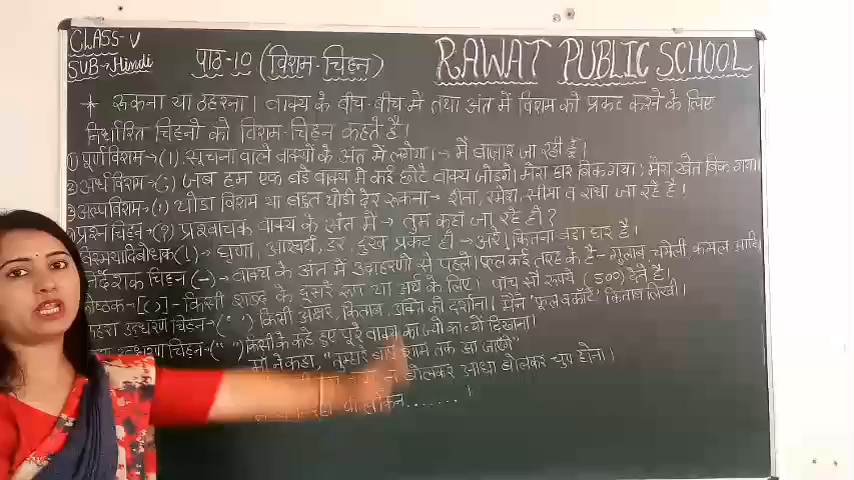 CLASS-V
SUB→Hindi
पाठ-10 (विराम-चिह्न)
RAWAT PUBLIC SCHOOL
* रुकना या ठहरना। वाक्य के बीच-बीच में तथा अंत में विराम को प्रकट करने के लिए
निर्धारित चिह्नों को विराम-चिह्न कहते हैं।
① पूर्णविराम→(।) सूचना वाले वाक्यों के अंत में लगेगा।→ मैं बाज़ार जा रही हूँ।
② अर्धविराम→(;) जब हम एक बड़े वाक्य में कई छोटे वाक्य जोड़ेंगे। मेरा घर बिक गया; मेरा खेत बिक गया।
③ अल्पविराम→(,) थोडा विराम या बहुत थोडी देर रुकना→ रीना, रमेश, सीमा व राधा जा रहे हैं।
प्रश्न चिह्न→(?) प्रश्नवाचक वाक्य के अंत में → तुम कहाँ जा रहे हो?
विस्मयादिबोधक(!)→ घृणा, आश्चर्य, डर, दुख प्रकट हो → अरे! कितना बड़ा घर है।
निर्देशक चिह्न(-)→ वाक्य के अंत में उदाहरणों से पहले। फूल कई तरह के है- गुलाब, चमेली, कमल आदि।
[( )] - किसी शब्द के दूसरे रूप या अर्थ के लिए। पाँच सौ रूपये (500) देने हैं।
उद्धरण चिह्न→(' ') किसी अक्षर, किताब, उक्ति को दर्शाना। मैंने किताब लिखी।
चिह्न→(" ") किसी के कहे हुए पूरे वाक्य का ज्यों का त्यों दिखाना।
माँ ने कहा, "तुम्हारे शाम तक आ जाएंगे"
बोलकर आधा बोलकर चुप होना।
लेकिन.......।